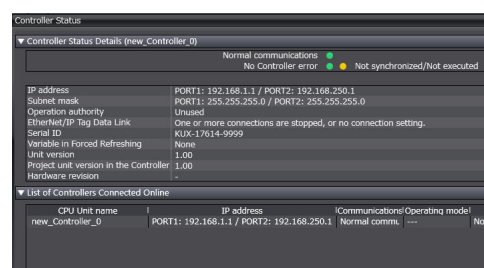 Controller Status
▼ Controller Status Details (new_Controller_0)
Normal communications
No Controller error Not synchronized/Not executed
IP address PORT1: 192.168.1.1 / PORT2: 192.168.250.1
Subnet mask PORT1: 255.255.255.0 / PORT2: 255.255.255.0
Operation authority Unused
EtherNet/IP Tag Data Link One or more connections are stopped, or no connection setting.
Serial ID KUX-17614-9999
Variable in Forced Refreshing None
Unit version 1.00
Project unit version in the Controller 1.00
Hardware revision -
▼ List of Controllers Connected Online
CPU Unit name IP address Communications Operating mode
new_Controller_0 PORT1: 192.168.1.1 / PORT2: 192.168.250.1 Normal commu --- No